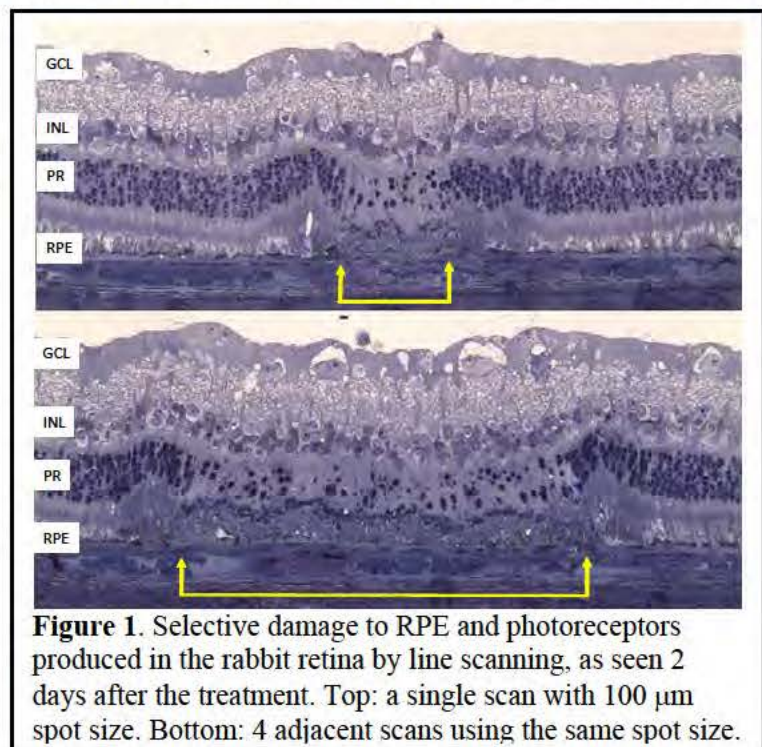 GCL
INL
PR
RPE
GCL
INL
PR
RPE
Figure 1. Selective damage to RPE and photoreceptors
produced in the rabbit retina by line scanning, as seen 2
days after the treatment. Top: a single scan with 100 μm
spot size. Bottom: 4 adjacent scans using the same spot size.